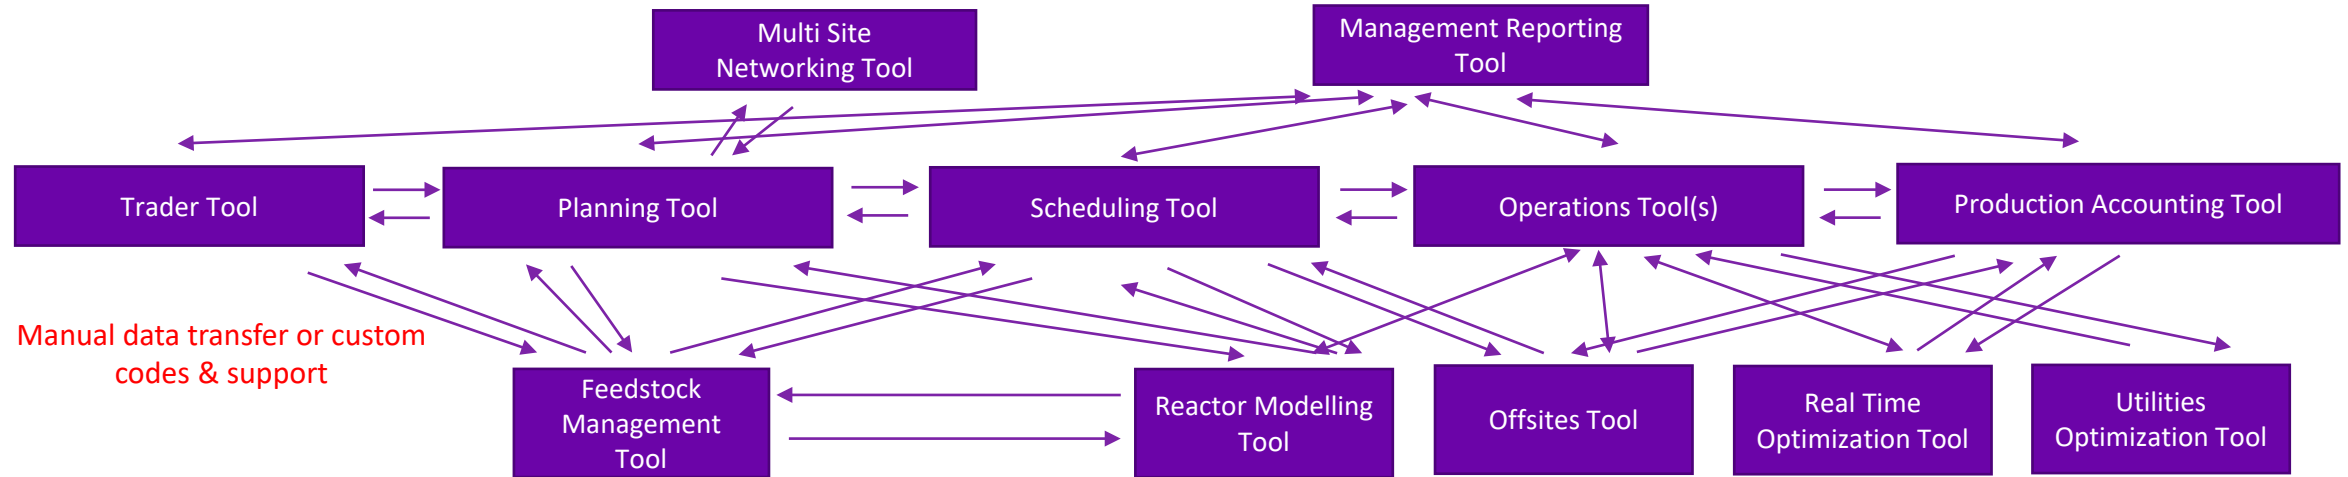 Multi Site
Networking Tool
Management Reporting
Tool
Trader Tool
Planning Tool
Scheduling Tool
Operations Tool(s)
Production Accounting Tool
Manual data transfer or custom
codes & support
Feedstock
Management
Tool
Reactor Modelling
Tool
Offsites Tool
Real Time
Optimization Tool
Utilities
Optimization Tool